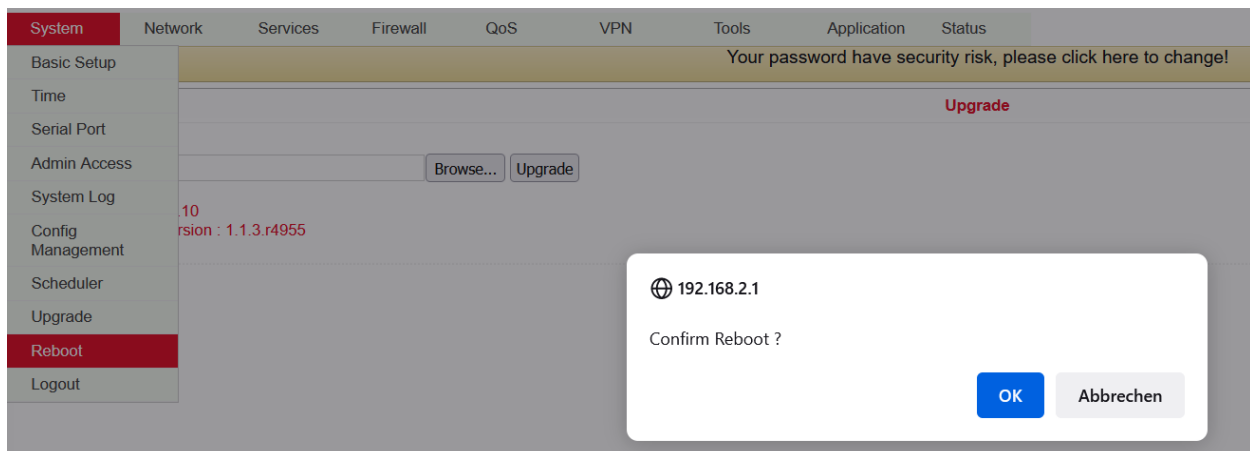 System Network Services Firewall QoS VPN Tools Application Status
Basic Setup
Your password have security risk, please click here to change!
Time
Upgrade
Serial Port
Admin Access
Browse... Upgrade
System Log
.10
Config
Management
rsion : 1.1.3.r4955
Scheduler
Upgrade
Reboot
Logout
192.168.2.1
Confirm Reboot ?
OK Abbrechen